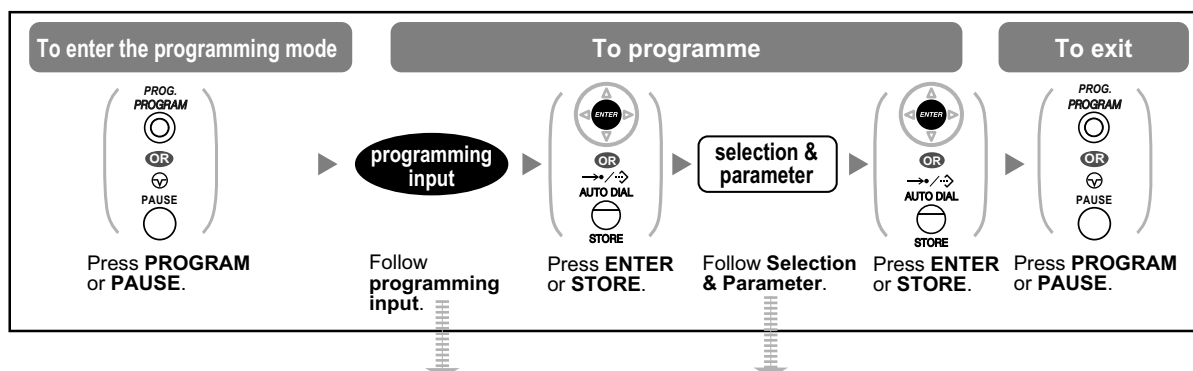 To enter the programming mode
To programme
To exit
PROG.
PROGRAM
OR
PAUSE
Press PROGRAM
or PAUSE.
programming
input
Follow
programming
input.
ENTER
OR
AUTO DIAL
STORE
Press ENTER
or STORE.
selection &
parameter
Follow Selection
& Parameter.
ENTER
OR
AUTO DIAL
STORE
Press ENTER
or STORE.
PROG.
PROGRAM
OR
PAUSE
Press PROGRAM
or PAUSE.